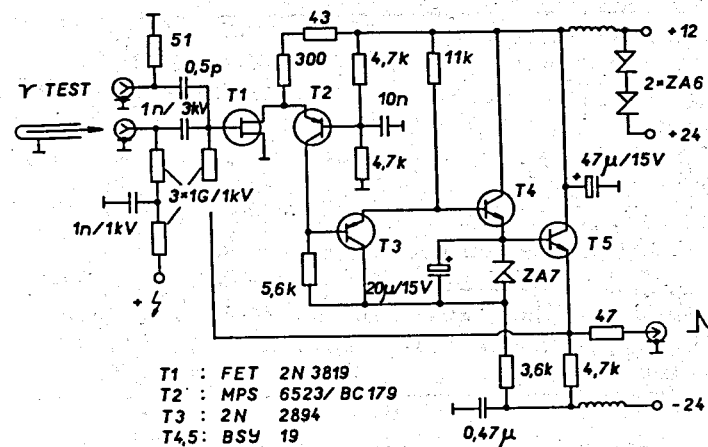 43
51
+12
0,5p
300
4,7k
11k
γ TEST
1n/3kV
T1
T2
10n
2×ZA6
+24
4,7k
47µ/15V
3×1G/1kV
T4
1n/1kV
T3
T5
5,6k
20µ/15V
ZA7
+
47
T1 : FET 2N 3819
T2 : MPS 6523/BC179
T3 : 2N 2894
T4,5: BSY 19
3,6k
4,7k
-24
0,47µ